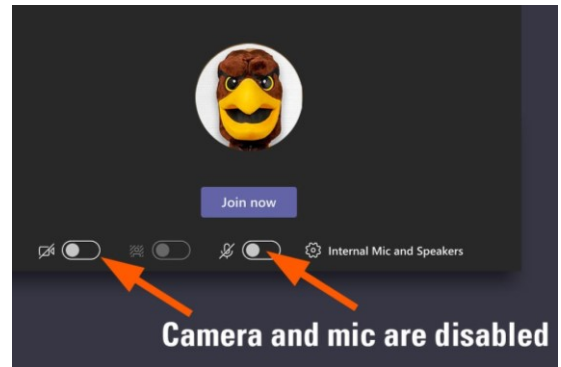 Join now
Internal Mic and Speakers
Camera and mic are disabled